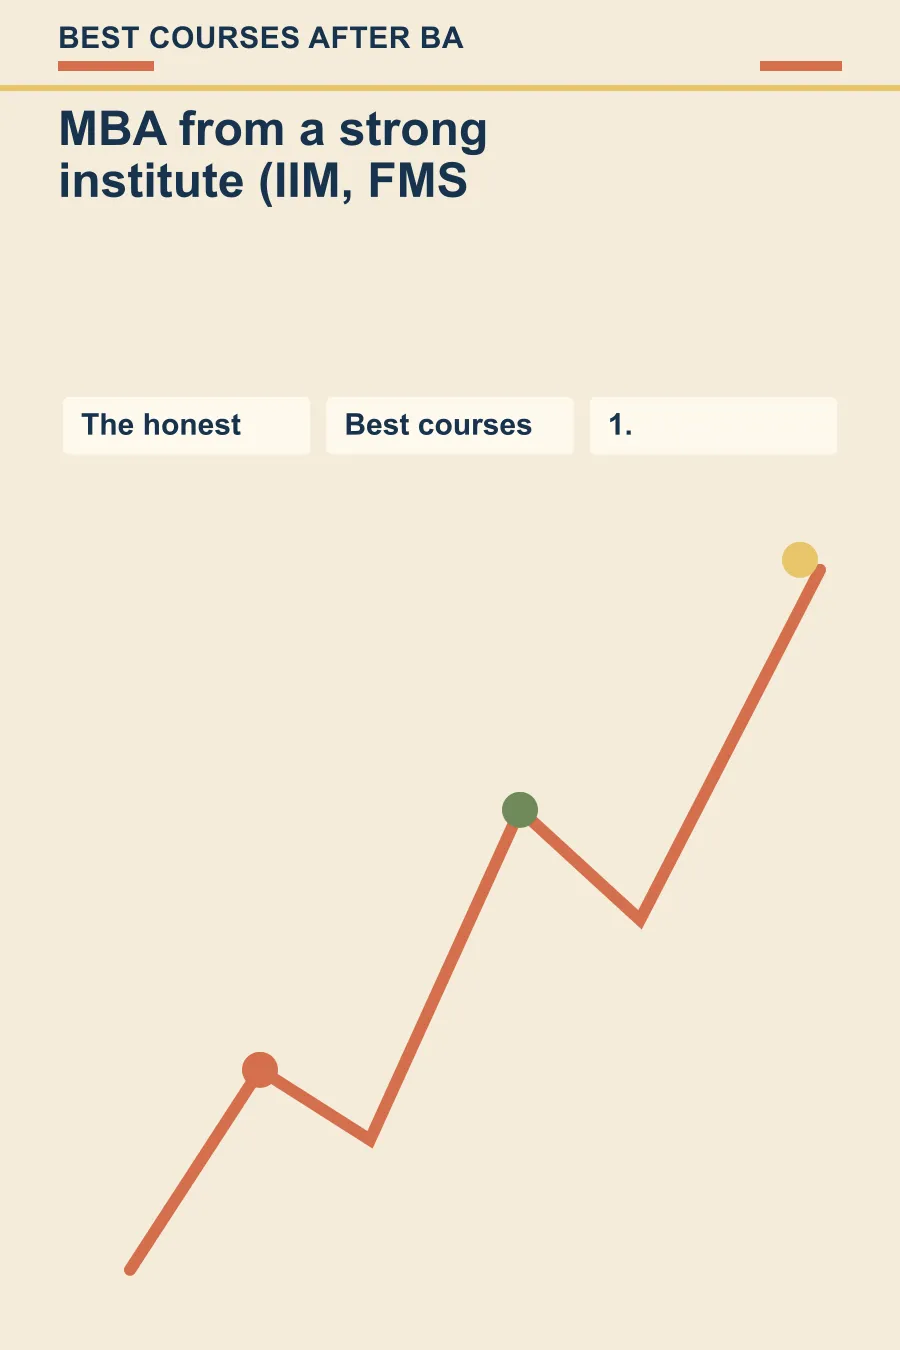 BEST COURSES AFTER BA
MBA from a strong
institute (IIM, FMS
The honest
Best courses
1.